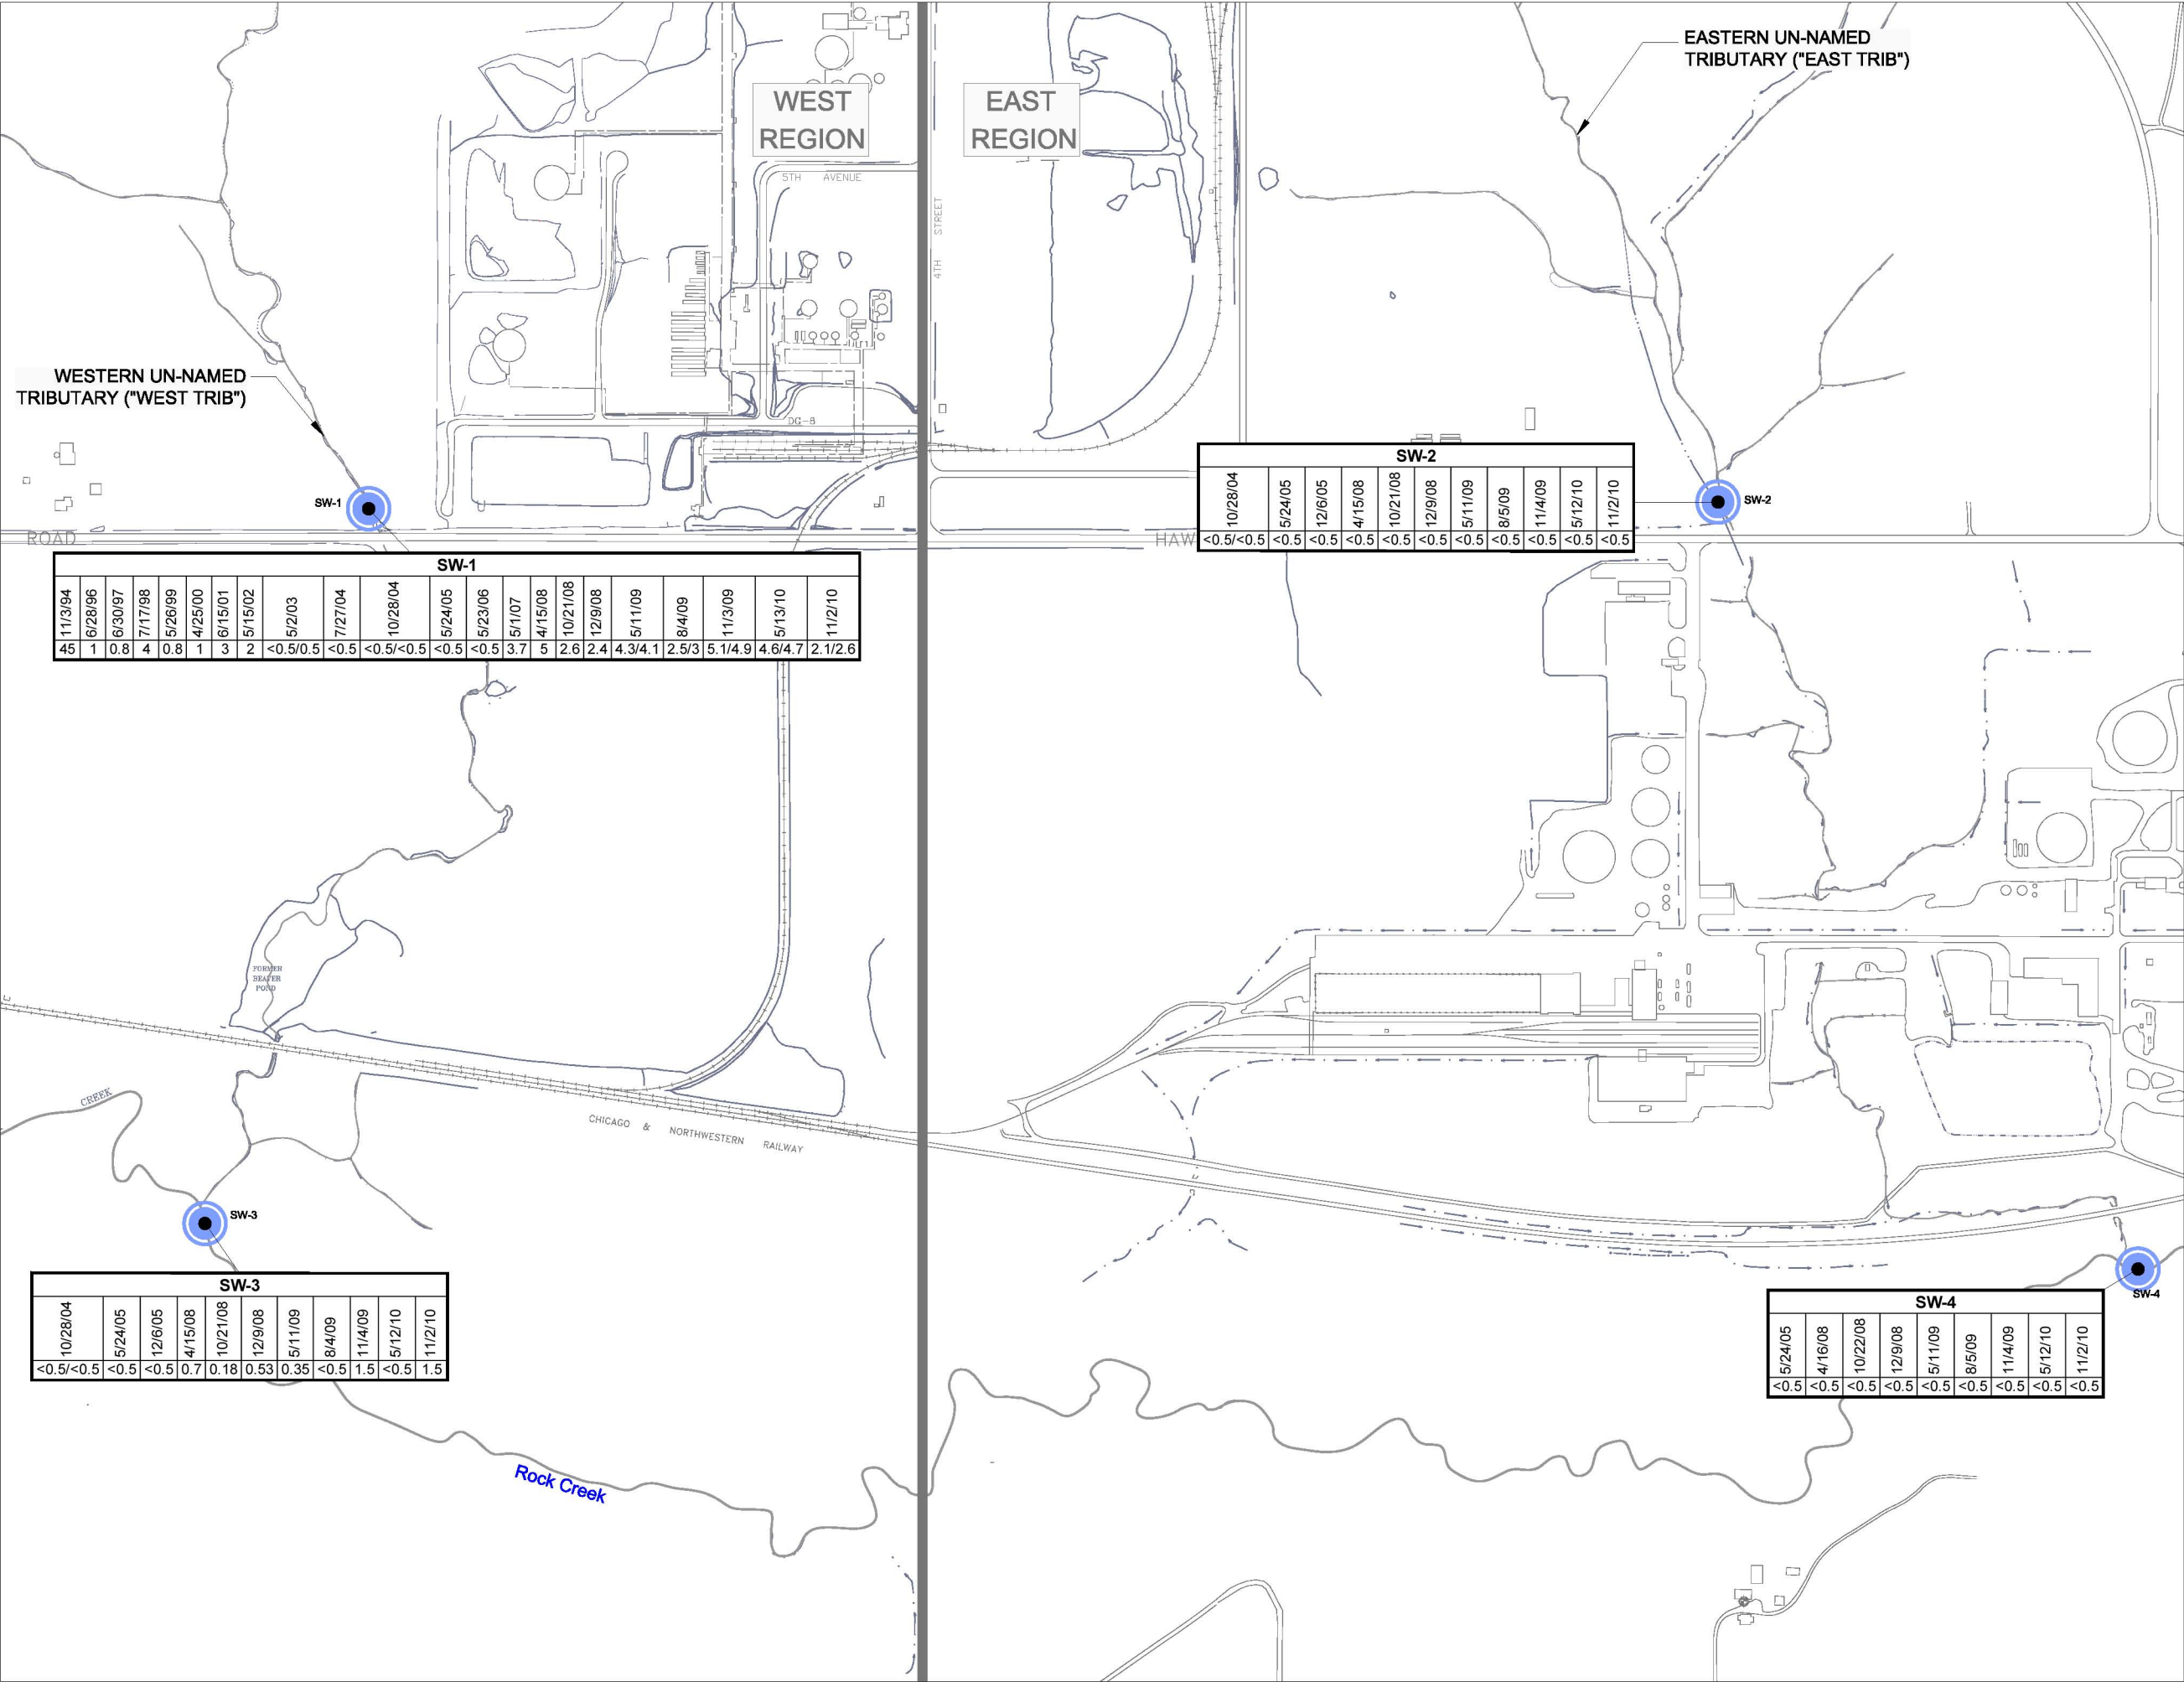 EASTERN UN-NAMED
TRIBUTARY ("EAST TRIB")
WEST
REGION
EAST
REGION
5TH AVENUE
4TH STREET
WESTERN UN-NAMED
TRIBUTARY ("WEST TRIB")
DG-8
SW-1
SW-2
ROAD
HAW
SW-2
10/28/04 5/24/05 12/6/05 4/15/08 10/21/08 12/9/08 5/11/09 8/5/09 11/4/09 5/12/10 11/2/10
<0.5/<0.5 <0.5 <0.5 <0.5 <0.5 <0.5 <0.5 <0.5 <0.5 <0.5 <0.5
SW-1
11/3/94 6/28/96 6/30/97 7/17/98 5/26/99 4/25/00 6/15/01 5/15/02 5/2/03 7/27/04 10/28/04 5/24/05 5/23/06 5/1/07 4/15/08 10/21/08 12/9/08 5/11/09 8/4/09 11/3/09 5/13/10 11/2/10
45 1 0.8 4 0.8 1 3 2 <0.5/0.5 <0.5 <0.5/<0.5 <0.5 <0.5 3.7 5 2.6 2.4 4.3/4.1 2.5/3 5.1/4.9 4.6/4.7 2.1/2.6
FORMER
BEAVER
POND
CREEK
CHICAGO & NORTHWESTERN RAILWAY
SW-3
SW-3
10/28/04 5/24/05 12/6/05 4/15/08 10/21/08 12/9/08 5/11/09 8/4/09 11/4/09 5/12/10 11/2/10
<0.5/<0.5 <0.5 <0.5 0.7 0.18 0.53 0.35 <0.5 1.5 <0.5 1.5
SW-4
SW-4
5/24/05 4/16/08 10/22/08 12/9/08 5/11/09 8/5/09 11/4/09 5/12/10 11/2/10
<0.5 <0.5 <0.5 <0.5 <0.5 <0.5 <0.5 <0.5 <0.5
Rock Creek